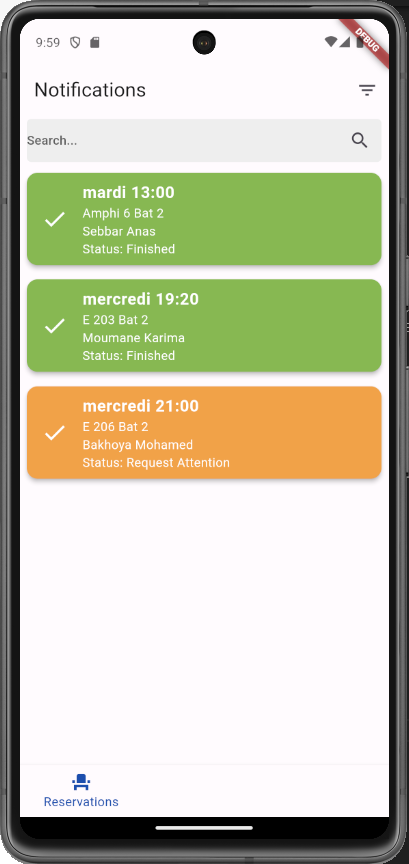 9:59
DEBUG
Notifications
Search...
mardi 13:00
Amphi 6 Bat 2
Sebbar Anas
Status: Finished
mercredi 19:20
E 203 Bat 2
Moumane Karima
Status: Finished
mercredi 21:00
E 206 Bat 2
Bakhoya Mohamed
Status: Request Attention
Reservations